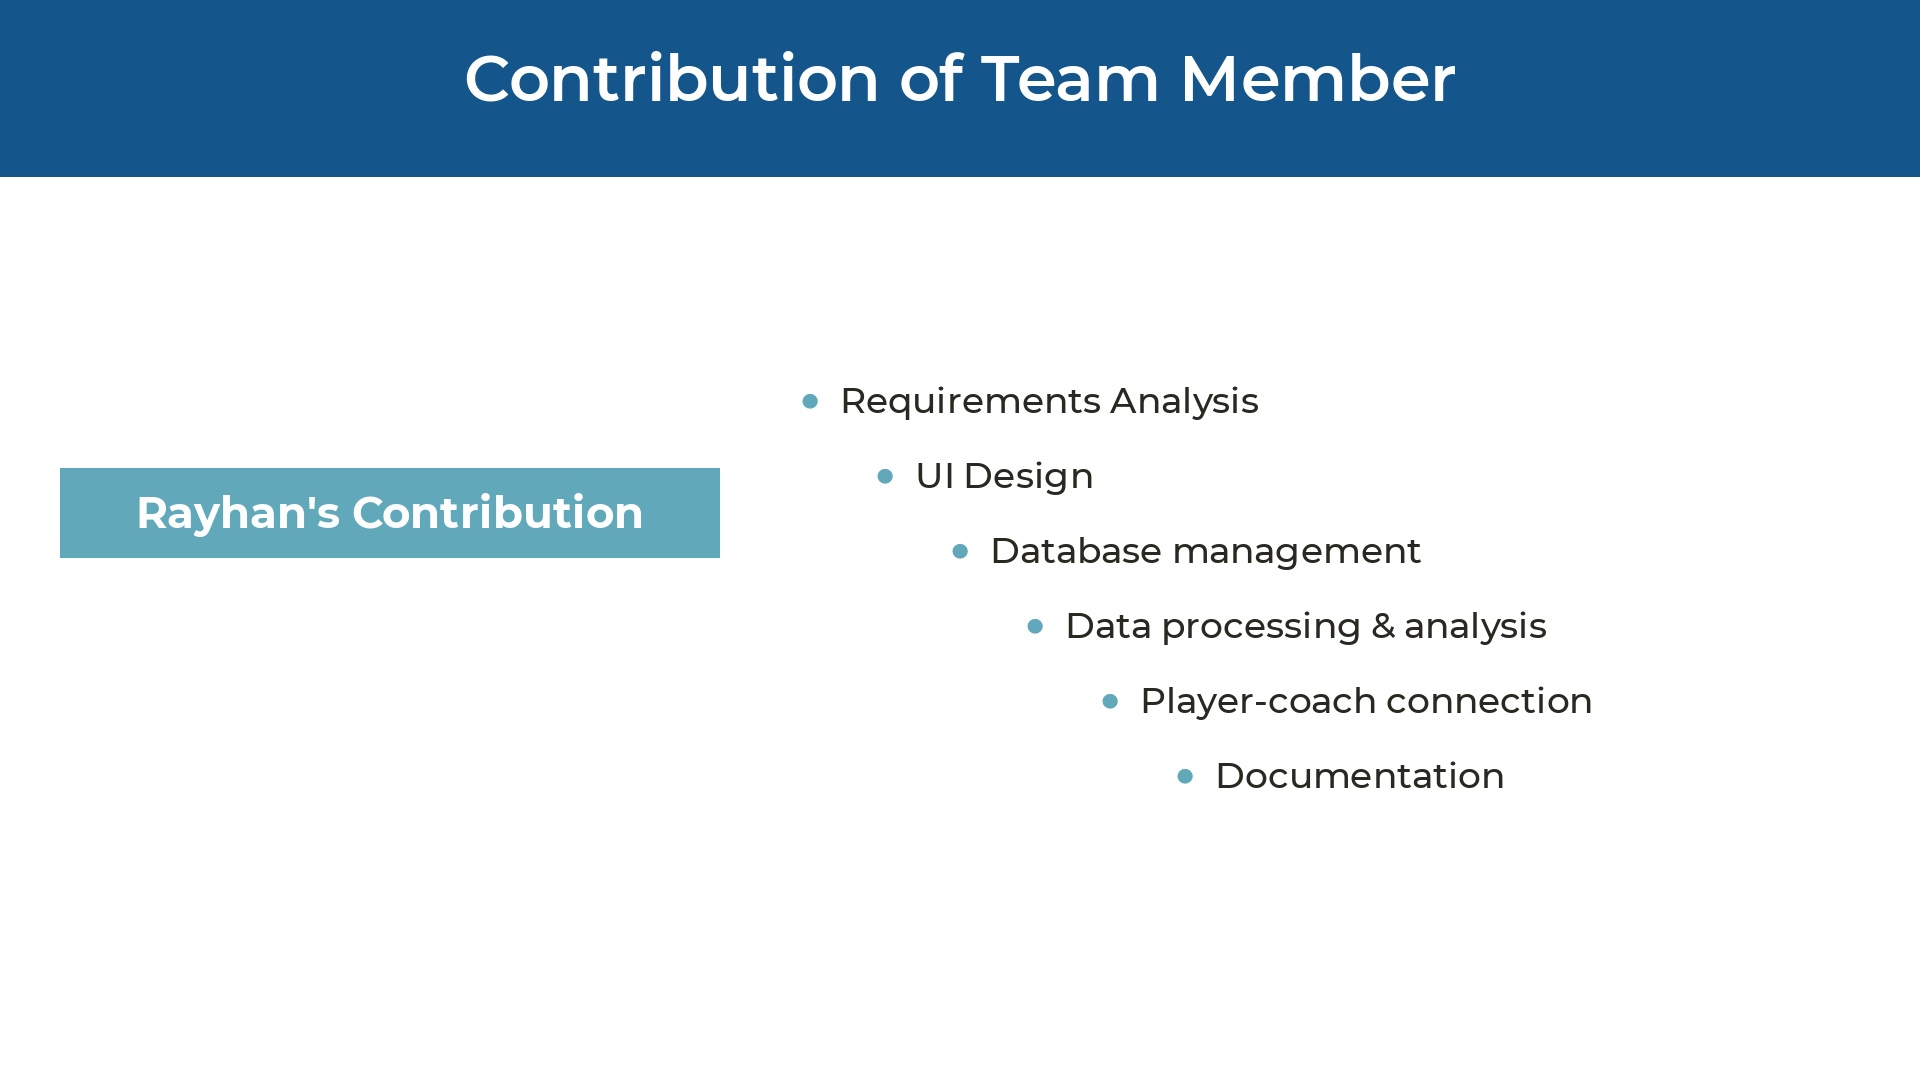 Contribution of Team Member
Rayhan's Contribution
Requirements Analysis
UI Design
Database management
Data processing & analysis
Player-coach connection
Documentation